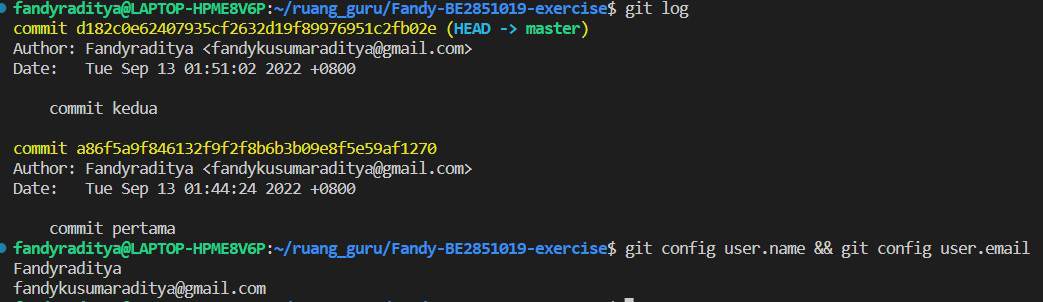 fandyraditya@LAPTOP-HPME8V6P:~/ruang_guru/Fandy-BE2851019-exercise$ git log
commit d182c0e62407935cf2632d19f89976951c2fb02e (HEAD -> master)
Author: Fandyraditya <fandykusumaraditya@gmail.com>
Date:   Tue Sep 13 01:51:02 2022 +0800
    commit kedua
commit a86f5a9f846132f9f2f8b6b3b09e8f5e59af1270
Author: Fandyraditya <fandykusumaraditya@gmail.com>
Date:   Tue Sep 13 01:44:24 2022 +0800
    commit pertama
fandyraditya@LAPTOP-HPME8V6P:~/ruang_guru/Fandy-BE2851019-exercise$ git config user.name && git config user.email
Fandyraditya
fandykusumaraditya@gmail.com